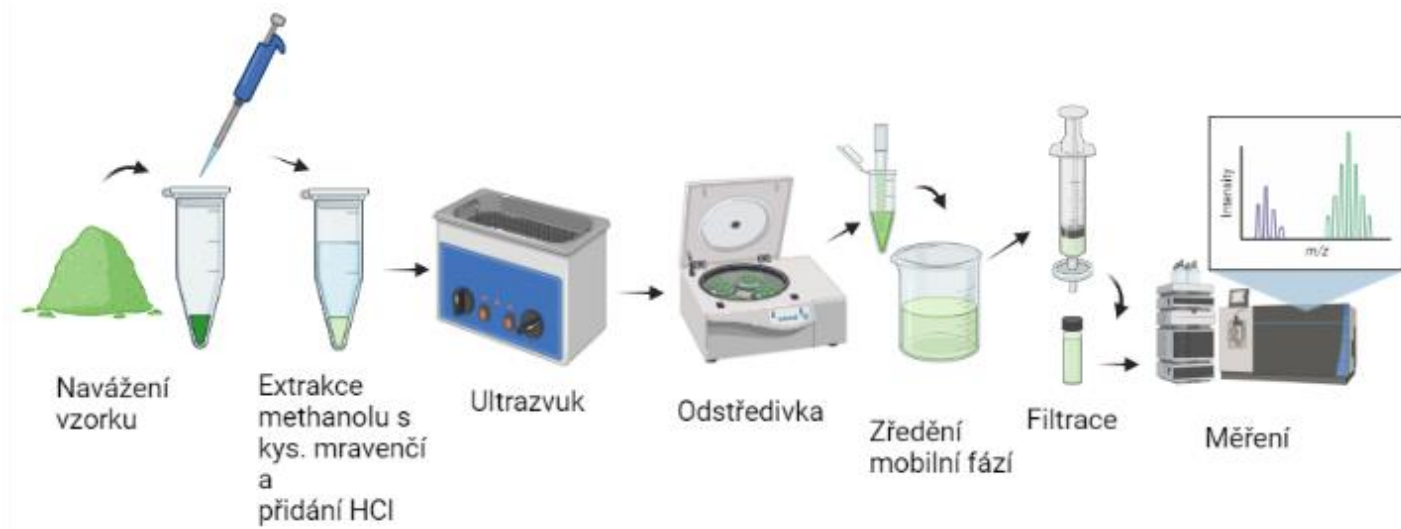 Navážení
vzorku
Extrakce
methanolu s
kys. mravenčí
a
přidání HCl
Ultrazvuk
Odstředivka
Zředění
mobilní fází
Filtrace
Měření
Intensity
m/z